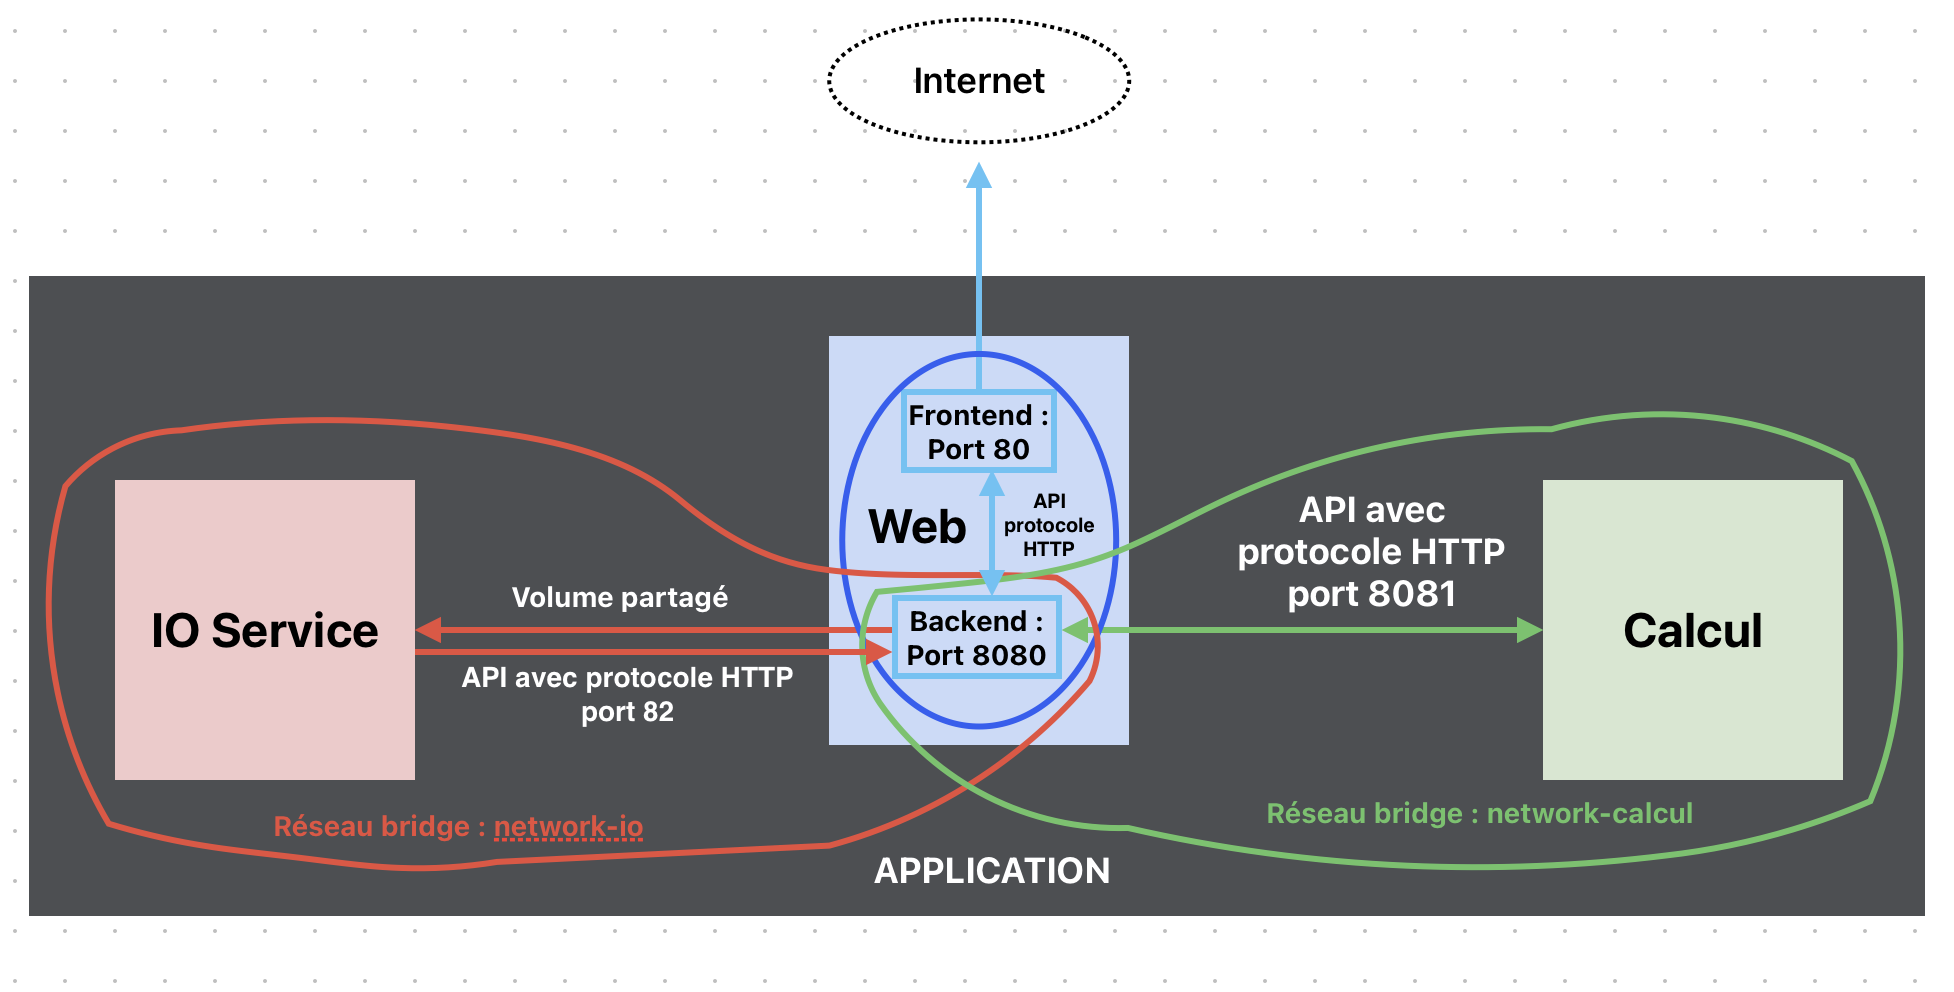 Internet
Frontend :
Port 80
Web
API
protocole
HTTP
Backend :
Port 8080
IO Service
Volume partagé
API avec protocole HTTP
port 82
API avec
protocole HTTP
port 8081
Calcul
Réseau bridge : network-io
Réseau bridge : network-calcul
APPLICATION